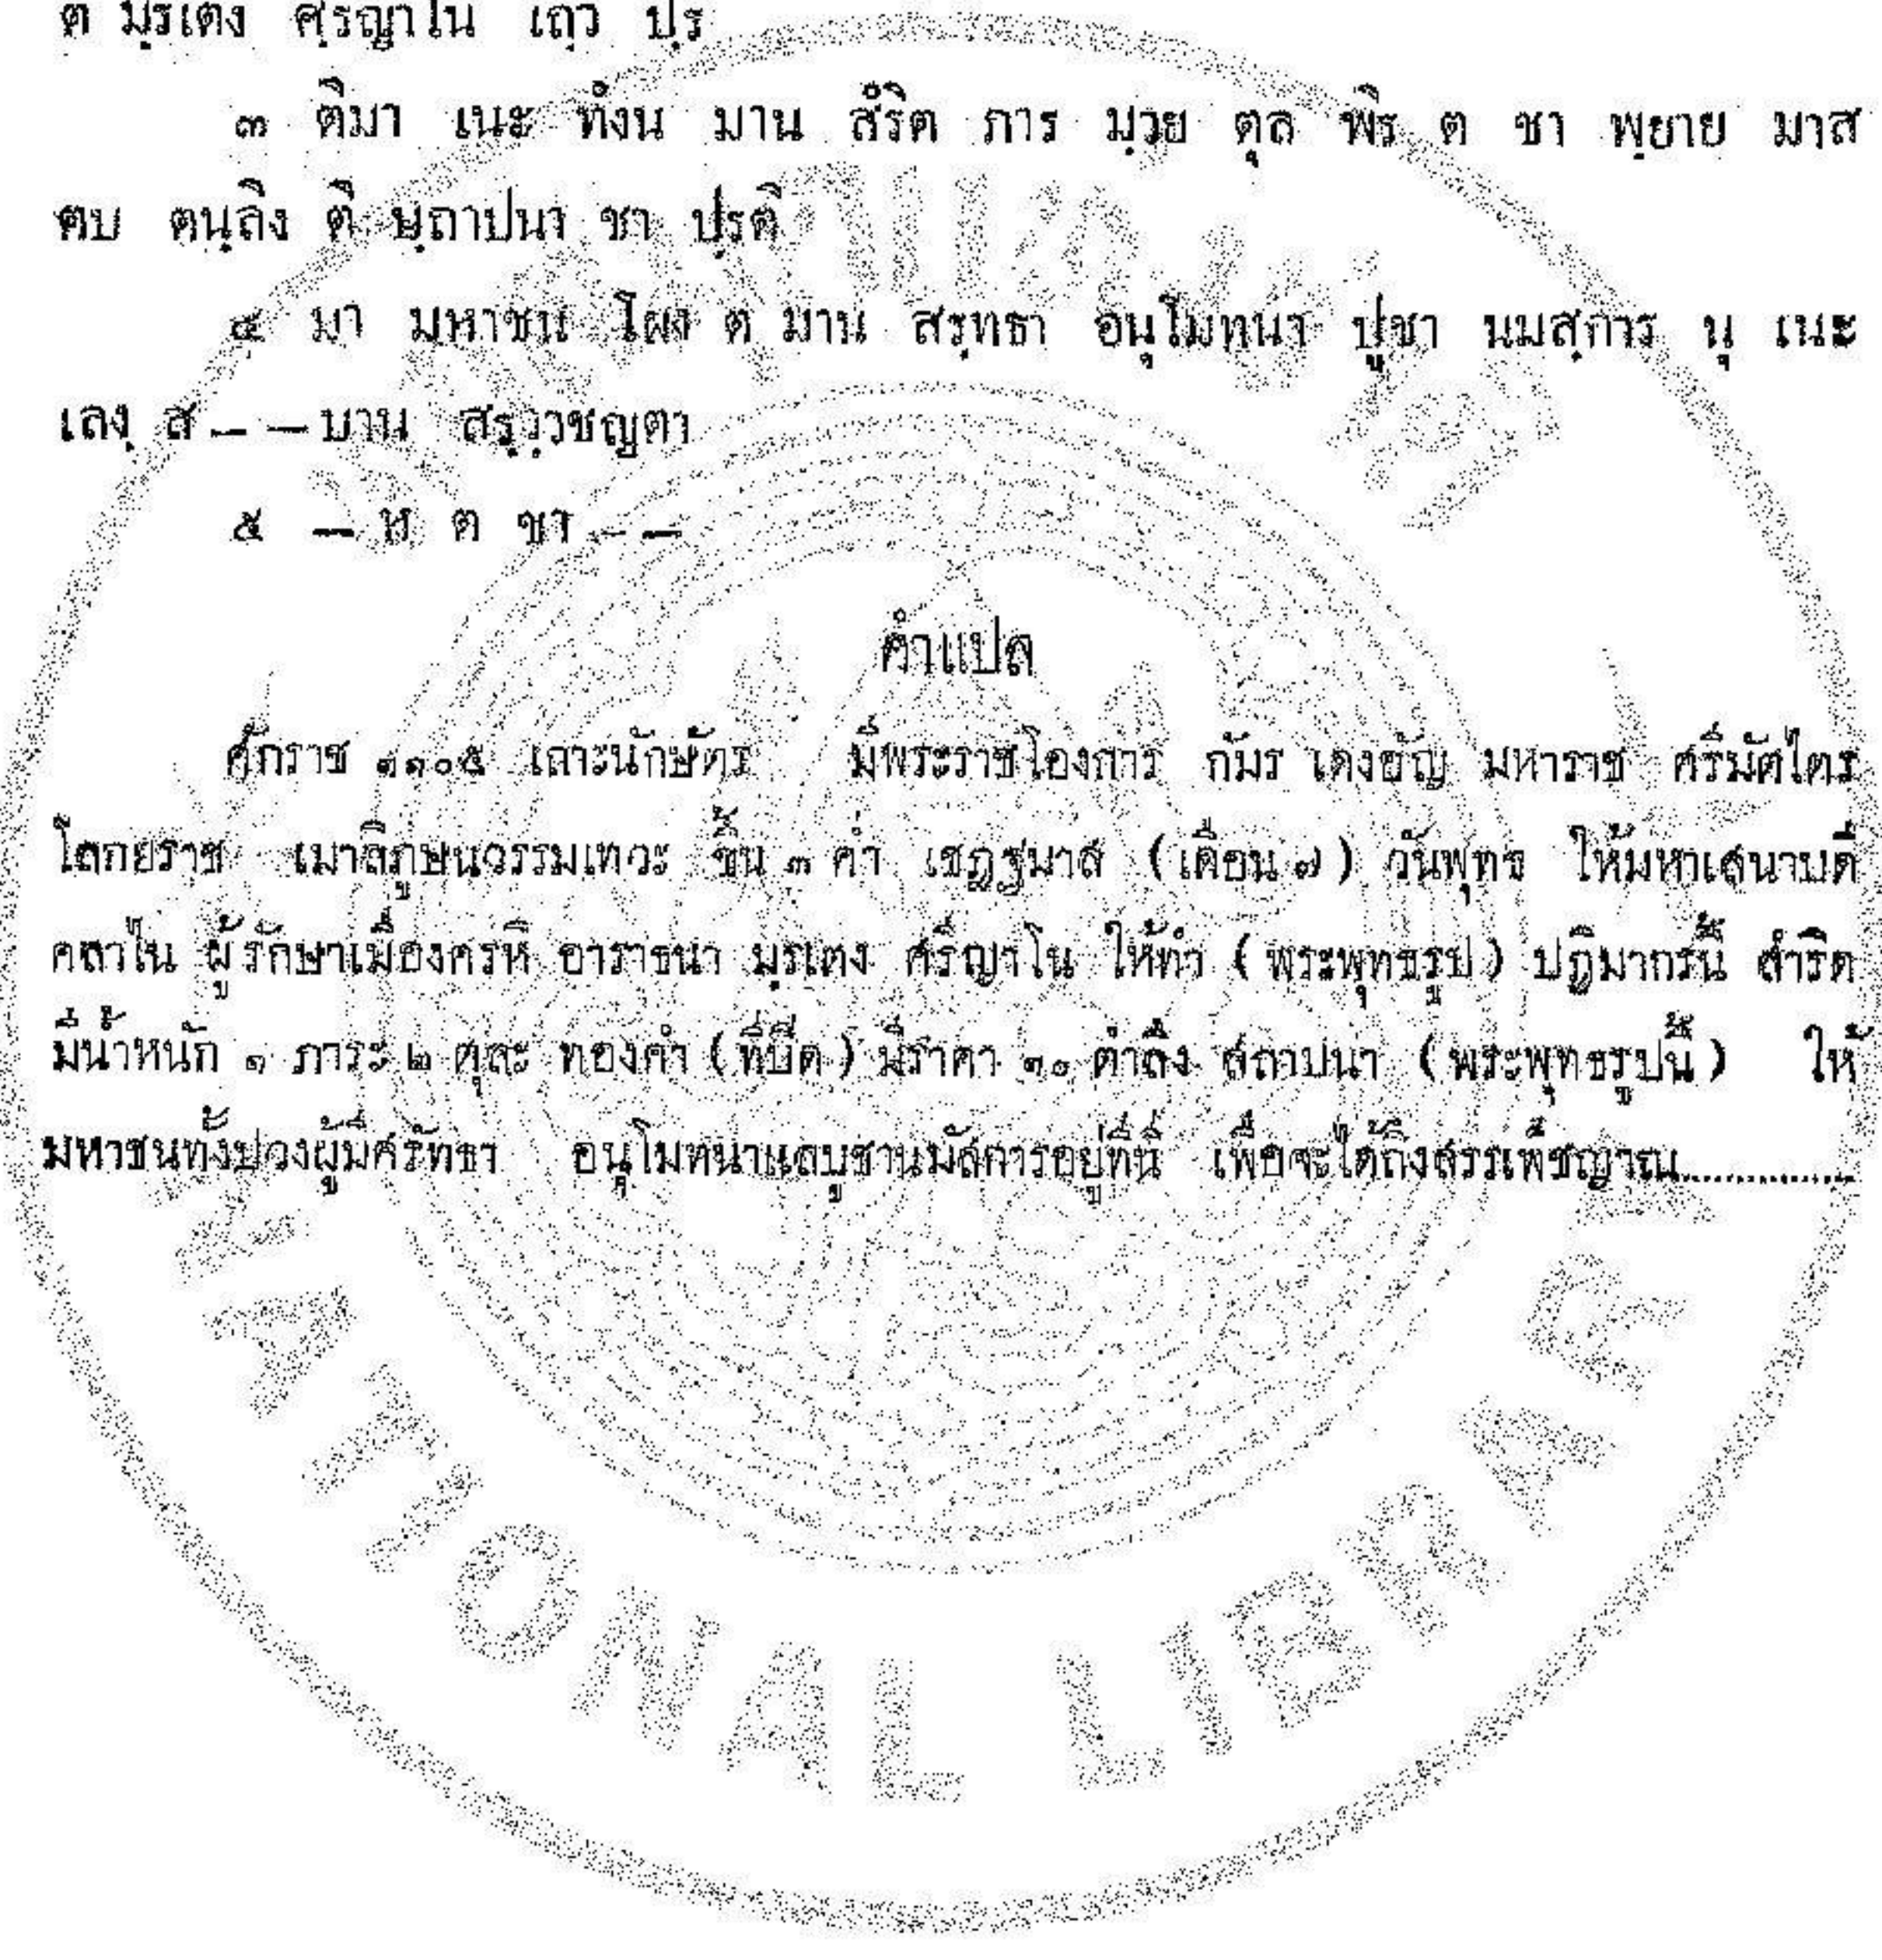 ต มฺรเตง ศฺรญาโน เถฺว ปฺร
๓ ติมา เนะ ทํงน มาน สํริต ภาร มฺวย ตุล พิร ต ชา พฺยาย มาส
ตบ ตนฺลิง ตี ษฺถาปนา ชา ปฺรตี
๔ มา มหาชน โผง ต มาน สรฺทธา อนุโมทนา ปูชา นมสฺการ นุ เนะ
เลงฺ ส – – บาน สรฺวฺวชญตา
๕ – ห ต ชา – –
คำแปล
ศักราช ๑๑๐๕ เถาะนักษัตร มีพระราชโองการ กัมร เตงอัญ มหาราช ศรีมัตไตร
โลกยราช เมาลิภูษนวรรมเทวะ ขึ้น ๓ ค่ำ เชฏฐมาส (เดือน ๗) วันพุทธ ให้มหาเสนาบดี
คลาไน ผู้รักษาเมืองครหิ อาราธนา มฺรเตง ศรีญาโน ให้ทำ (พระพุทธรูป) ปฏิมากรนี้ สำริต
มีน้ำหนัก ๑ ภาระ ๒ ตุละ ทองคำ (ที่ปิด) มีราคา ๑๐ ตำลึง สถาปนา (พระพุทธรูปนี้) ให้
มหาชนทั้งปวงผู้มีศรัทธา อนุโมทนาแลบูชานมัสการอยู่ที่นี่ เพื่อจะได้ถึงสรรเพ็ชญาณ................
NATIONAL LIBRA